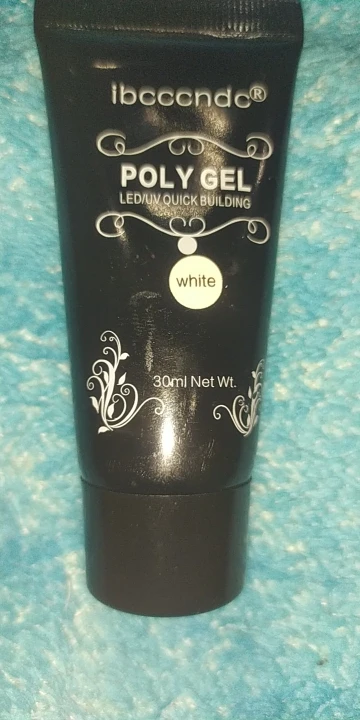 Ibcccndc®
POLY GEL
LED/UV QUICK BUILDING
white
30ml Net Wt.